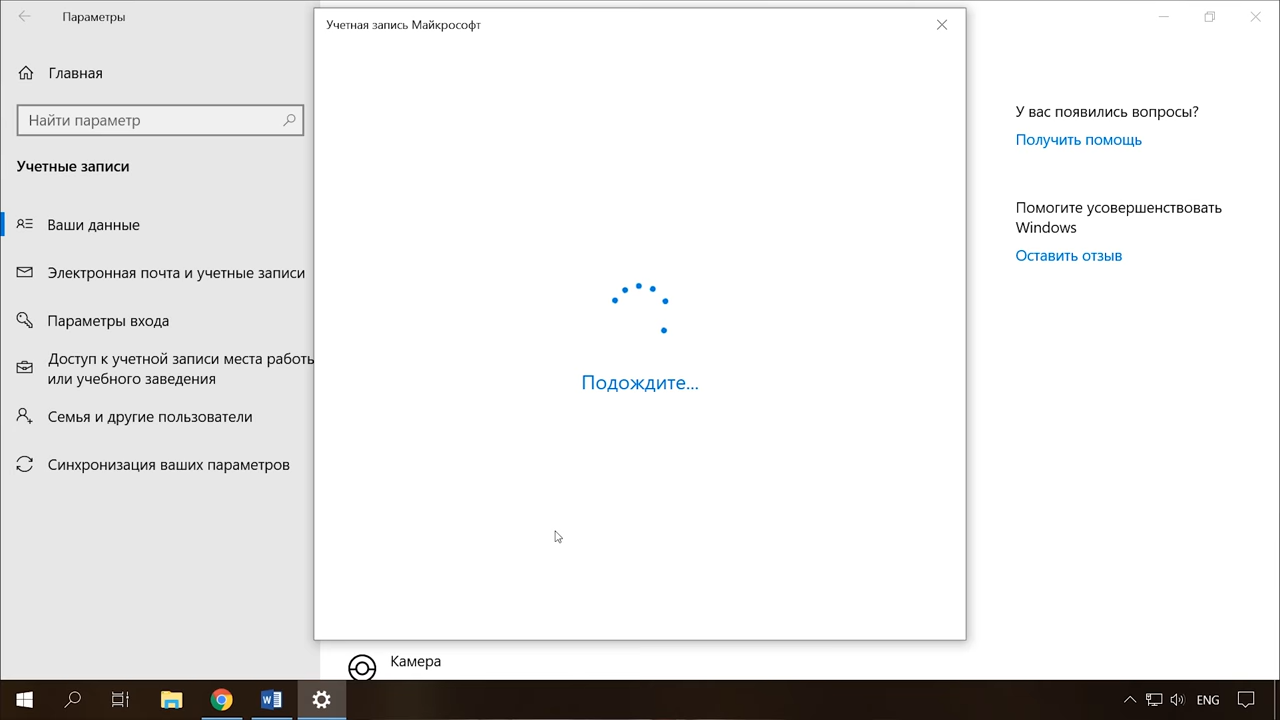 Параметры
Учетная запись Майкрософт
Главная
Найти параметр
Учетные записи
Ваши данные
Электронная почта и учетные записи
Параметры входа
Доступ к учетной записи места работь
или учебного заведения
Семья и другие пользователи
Синхронизация ваших параметров
Подождите...
Камера
У вас появились вопросы?
Получить помощь
Помогите усовершенствовать
Windows
Оставить отзыв
ENG